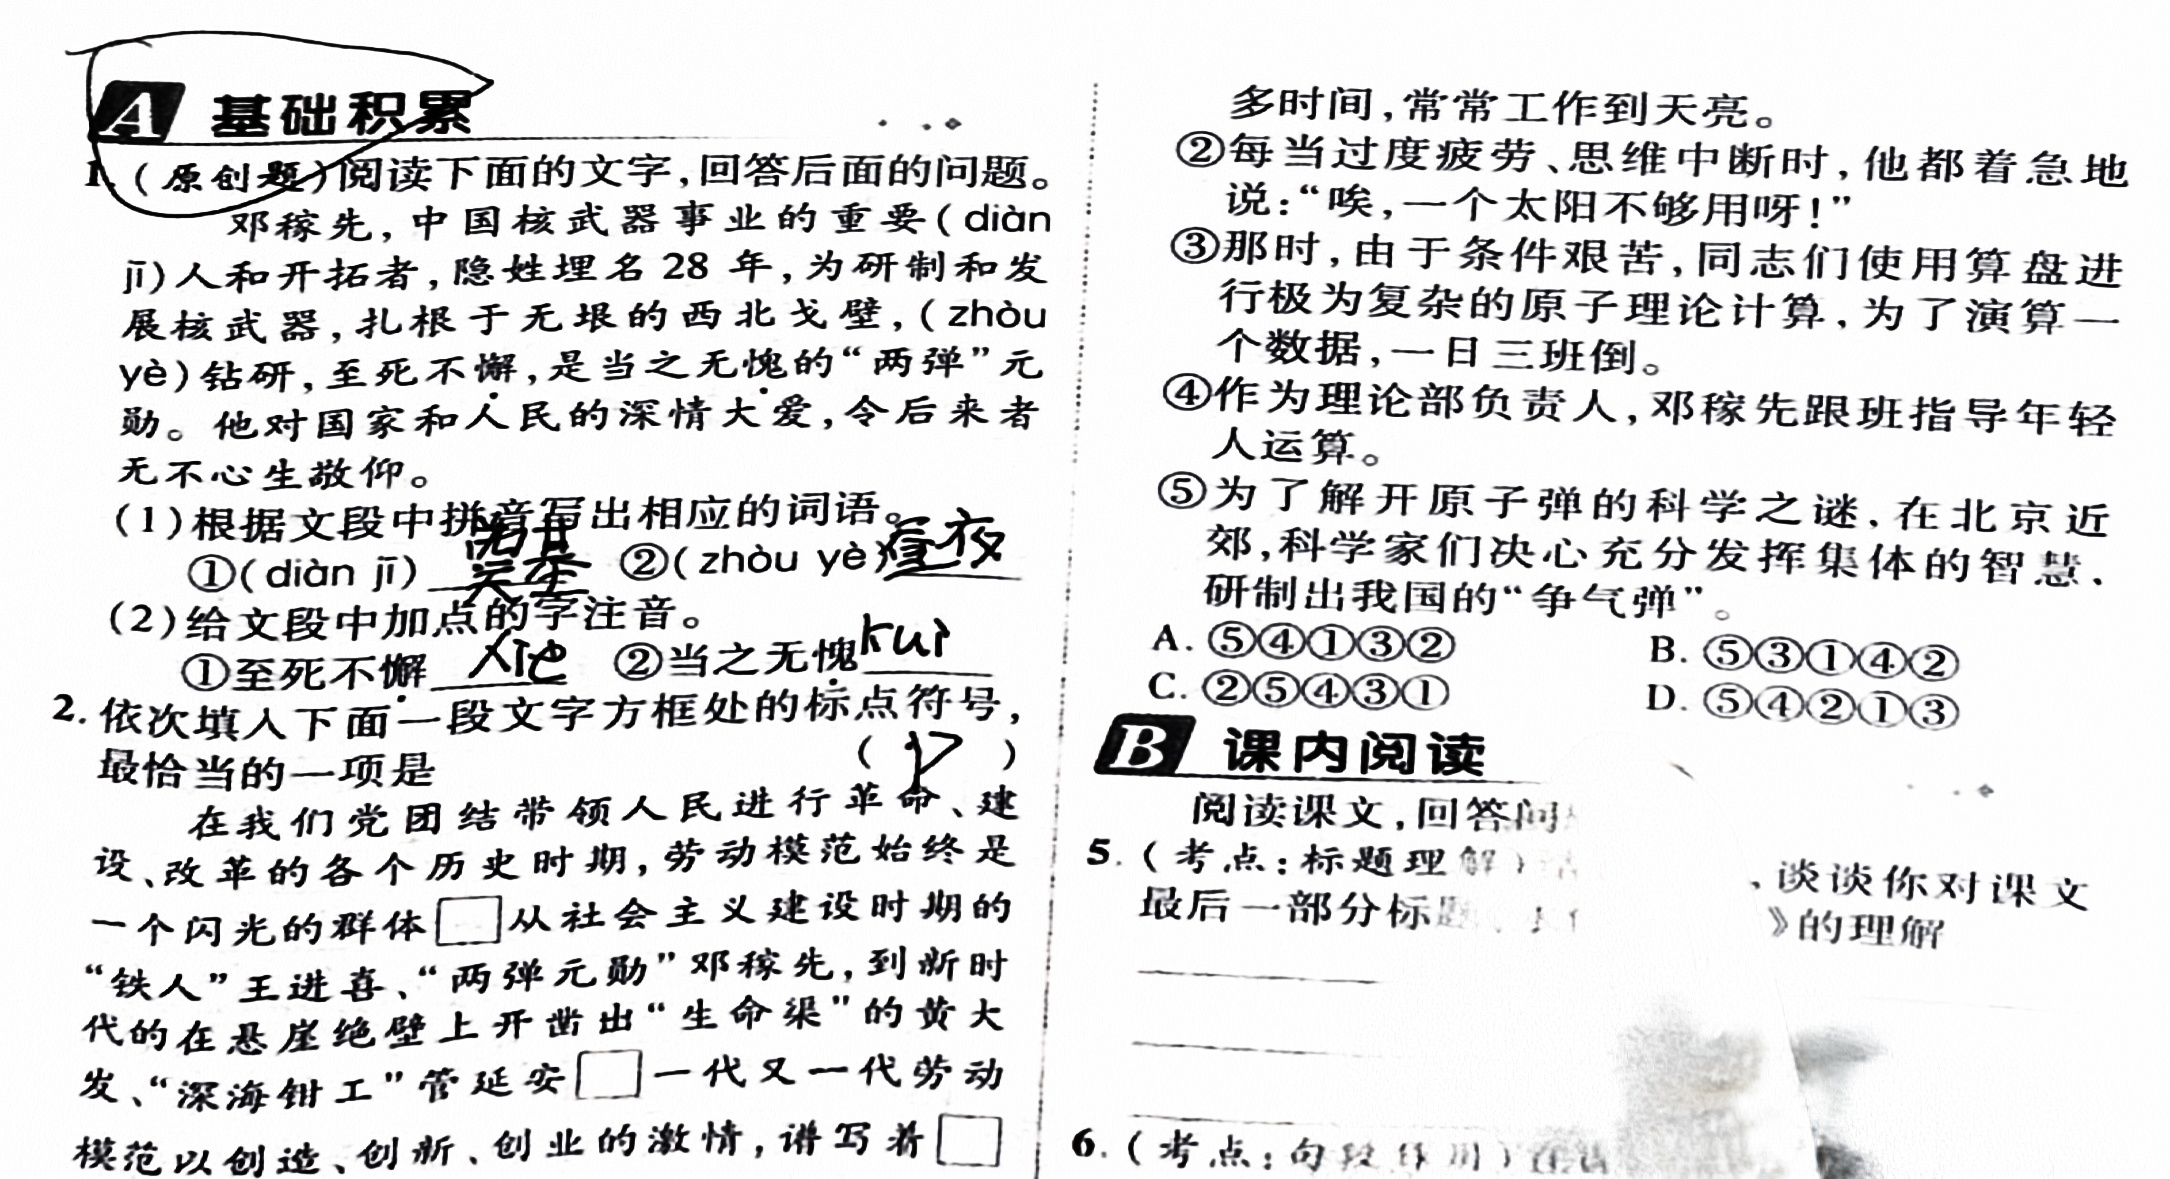 A 基础积累
1.(原创题)阅读下面的文字,回答后面的问题。
邓稼先,中国核武器事业的重要(diàn
jī)人和开拓者,隐姓埋名28年,为研制和发
展核武器,扎根于无垠的西北戈壁,(zhòu
yè)钻研,至死不懈,是当之无愧的“两弹”元
勋。他对国家和人民的深情大爱,令后来者
无不心生敬仰。
(1)根据文段中拼音写出相应的词语。
①(diàn jī) ②(zhòu yè)昼夜
(2)给文段中加点的字注音。
①至死不懈 ②当之无愧kuì
2.依次填入下面一段文字方框处的标点符号,
最恰当的一项是 ( )
在我们党团结带领人民进行革命、建
设、改革的各个历史时期,劳动模范始终是
一个闪光的群体□从社会主义建设时期的
“铁人”王进喜、“两弹元勋”邓稼先,到新时
代的在悬崖绝壁上开凿出“生命渠”的黄大
发、“深海钳工”管延安□一代又一代劳动
模范以创造、创新、创业的激情,谱写着□
多时间,常常工作到天亮。
②每当过度疲劳、思维中断时,他都着急地
说:“唉,一个太阳不够用呀!”
③那时,由于条件艰苦,同志们使用算盘进
行极为复杂的原子理论计算,为了演算一
个数据,一日三班倒。
④作为理论部负责人,邓稼先跟班指导年轻
人运算。
⑤为了解开原子弹的科学之谜,在北京近
郊,科学家们决心充分发挥集体的智慧,
研制出我国的“争气弹”。
A.⑤④①③② B.⑤③①④②
C.②⑤④③① D.⑤④②①③
B 课内阅读
阅读课文,回答问
5.(考点:标题理解) 、谈谈你对课文
最后一部分标题 》的理解
6.(考点:句段作用)